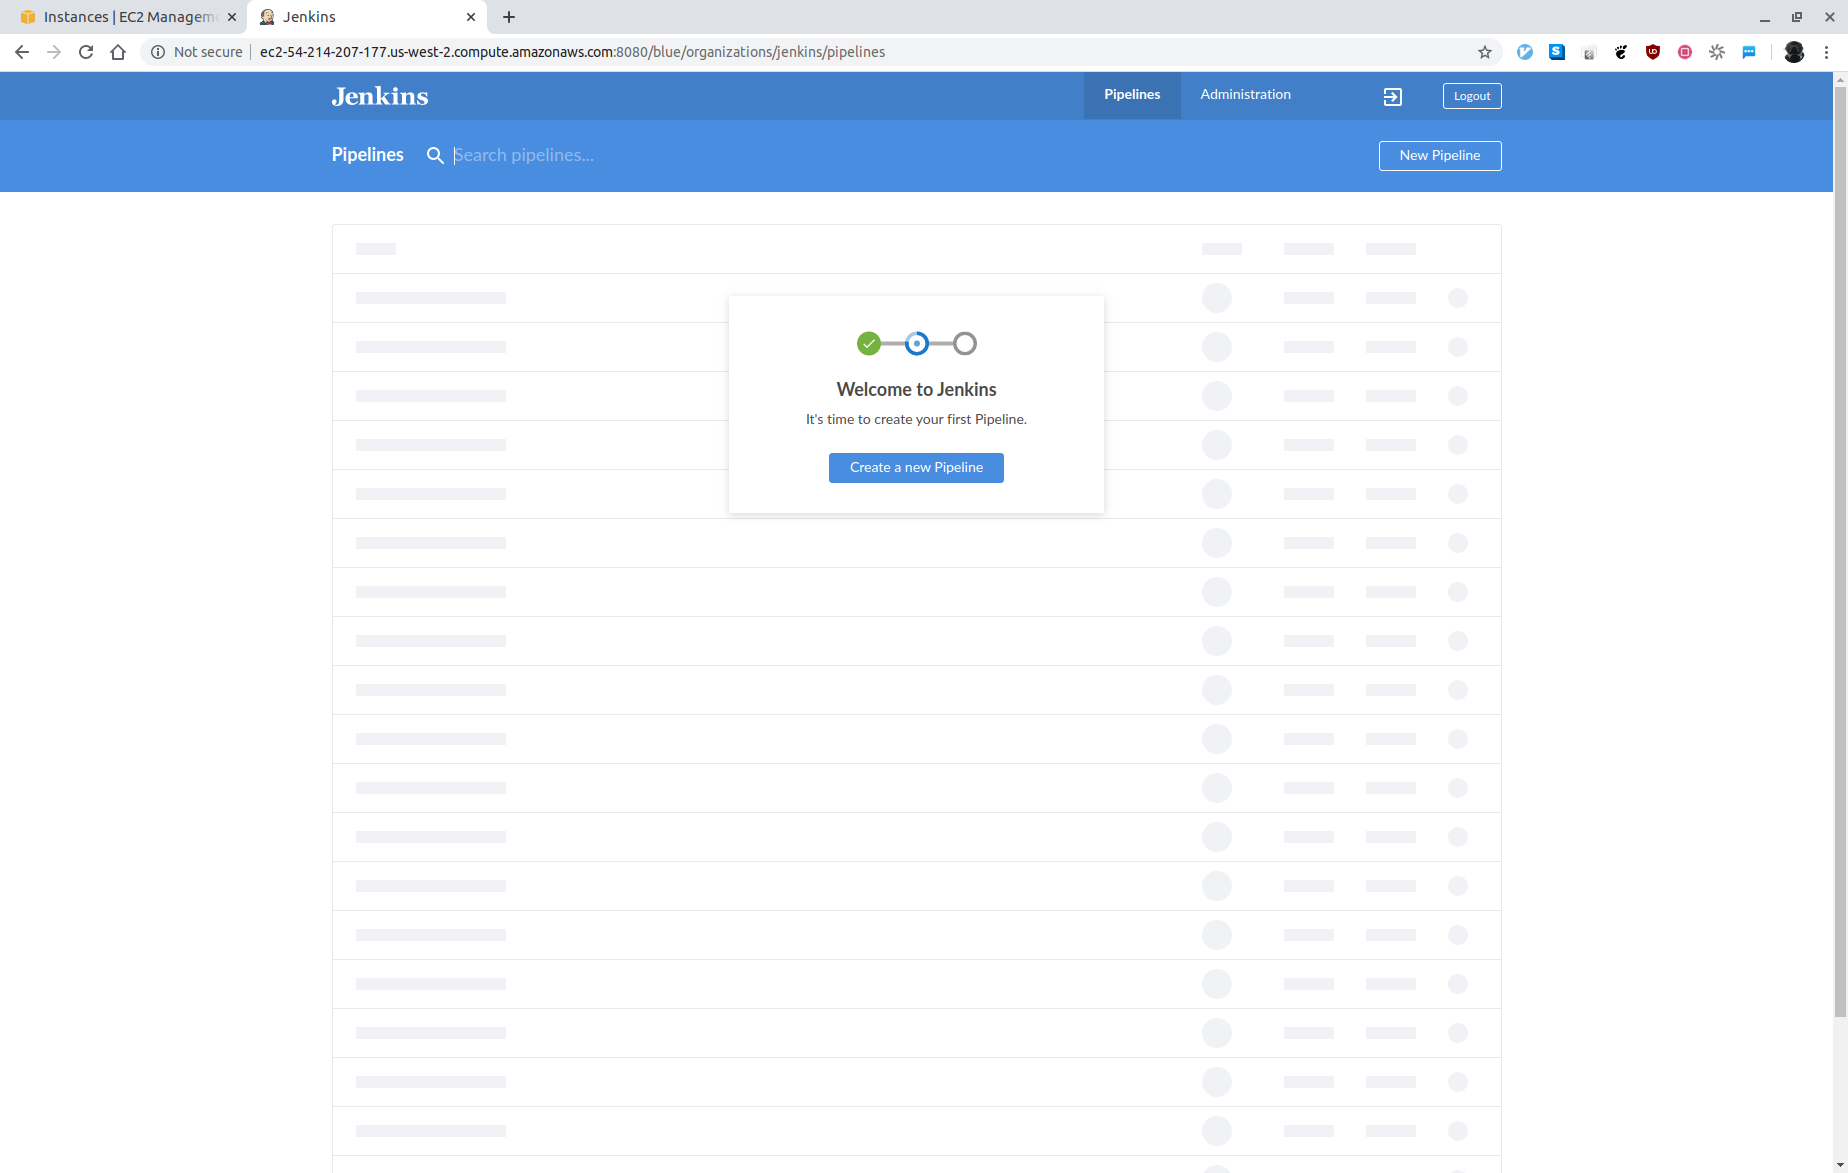 Instances | EC2 Managem
Jenkins
Not secure
ec2-54-214-207-177.us-west-2.compute.amazonaws.com:8080/blue/organizations/jenkins/pipelines
Jenkins
Pipelines
Administration
Logout
Pipelines
Search pipelines...
New Pipeline
Welcome to Jenkins
It's time to create your first Pipeline.
Create a new Pipeline